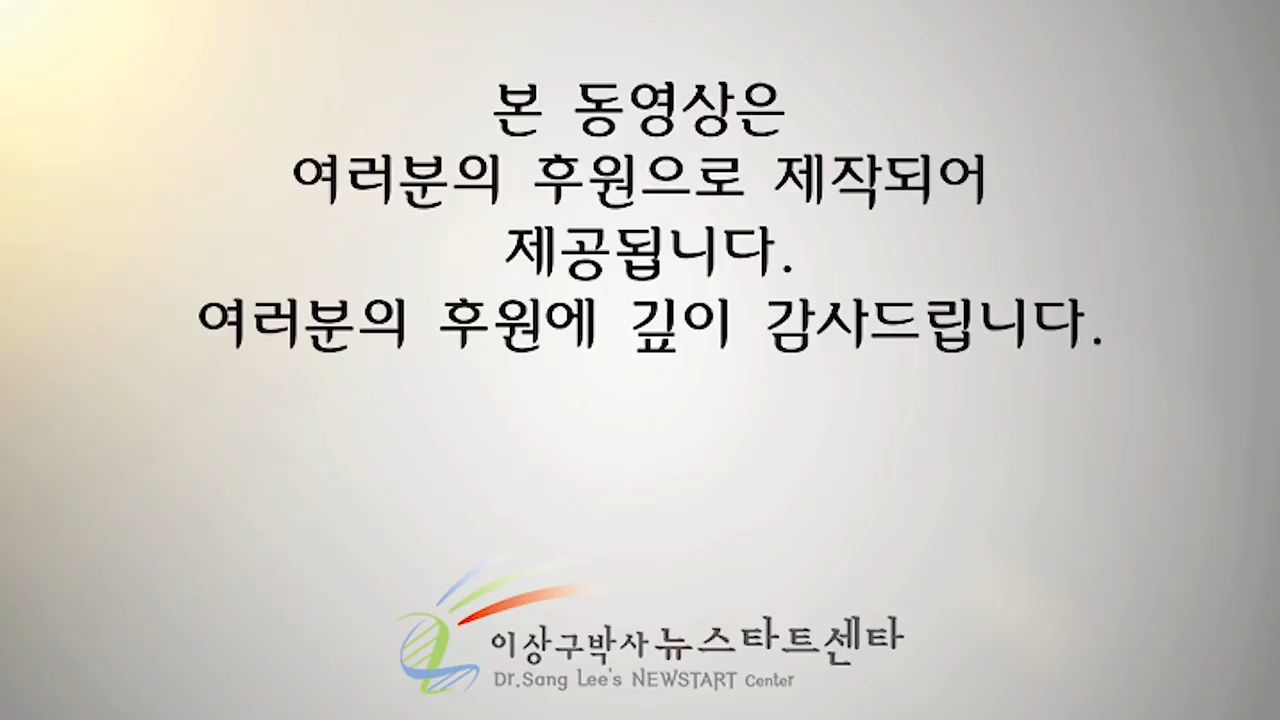 본 동영상은
여러분의 후원으로 제작되어
제공됩니다.
여러분의 후원에 깊이 감사드립니다.
이상구박사뉴스타트센타
Dr.Sang Lee's NEWSTART Center